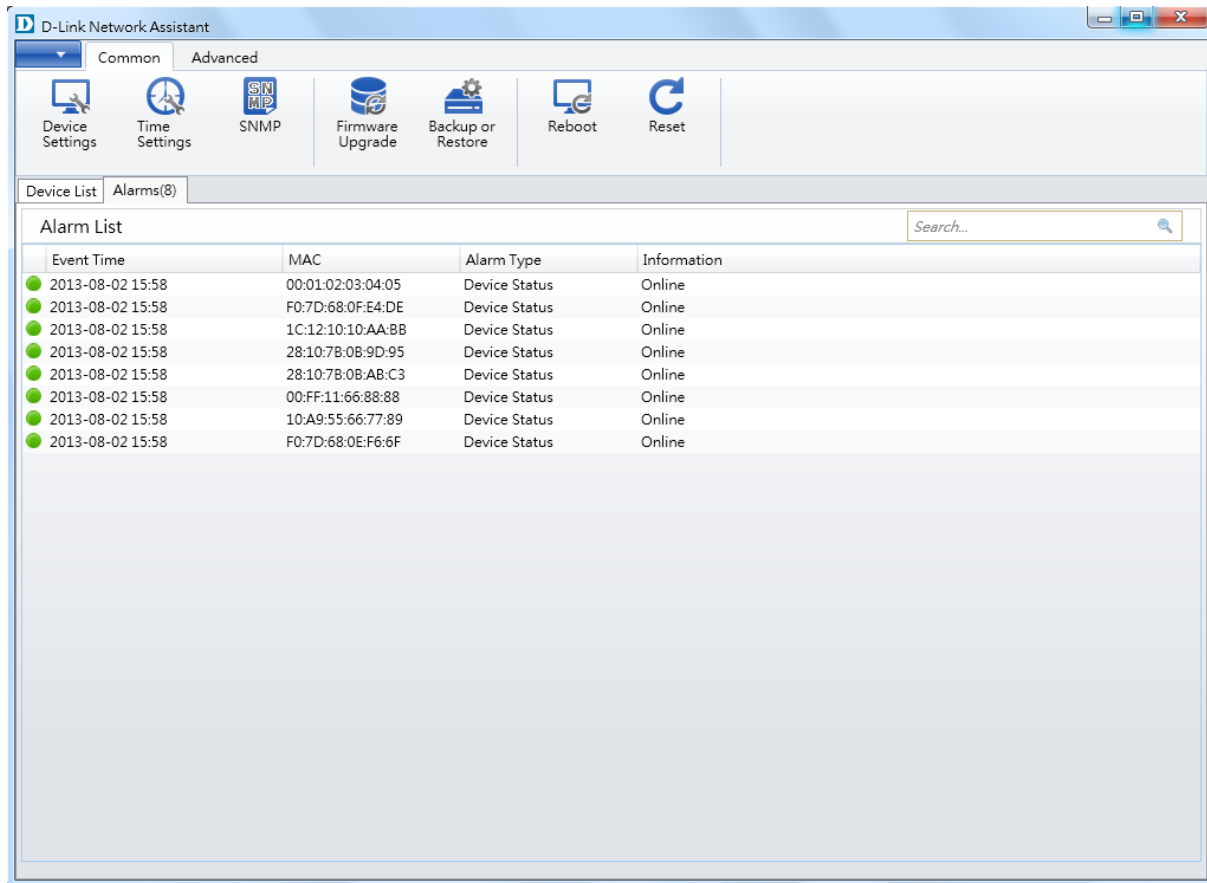 D D-Link Network Assistant
Common Advanced
Device Settings
Time Settings
SNMP
Firmware Upgrade
Backup or Restore
Reboot
Reset
Device List Alarms(8)
Alarm List Search...
Event Time MAC Alarm Type Information
2013-08-02 15:58 00:01:02:03:04:05 Device Status Online
2013-08-02 15:58 F0:7D:68:0F:E4:DE Device Status Online
2013-08-02 15:58 1C:12:10:10:AA:BB Device Status Online
2013-08-02 15:58 28:10:7B:0B:9D:95 Device Status Online
2013-08-02 15:58 28:10:7B:0B:AB:C3 Device Status Online
2013-08-02 15:58 00:FF:11:66:88:88 Device Status Online
2013-08-02 15:58 10:A9:55:66:77:89 Device Status Online
2013-08-02 15:58 F0:7D:68:0E:F6:6F Device Status Online